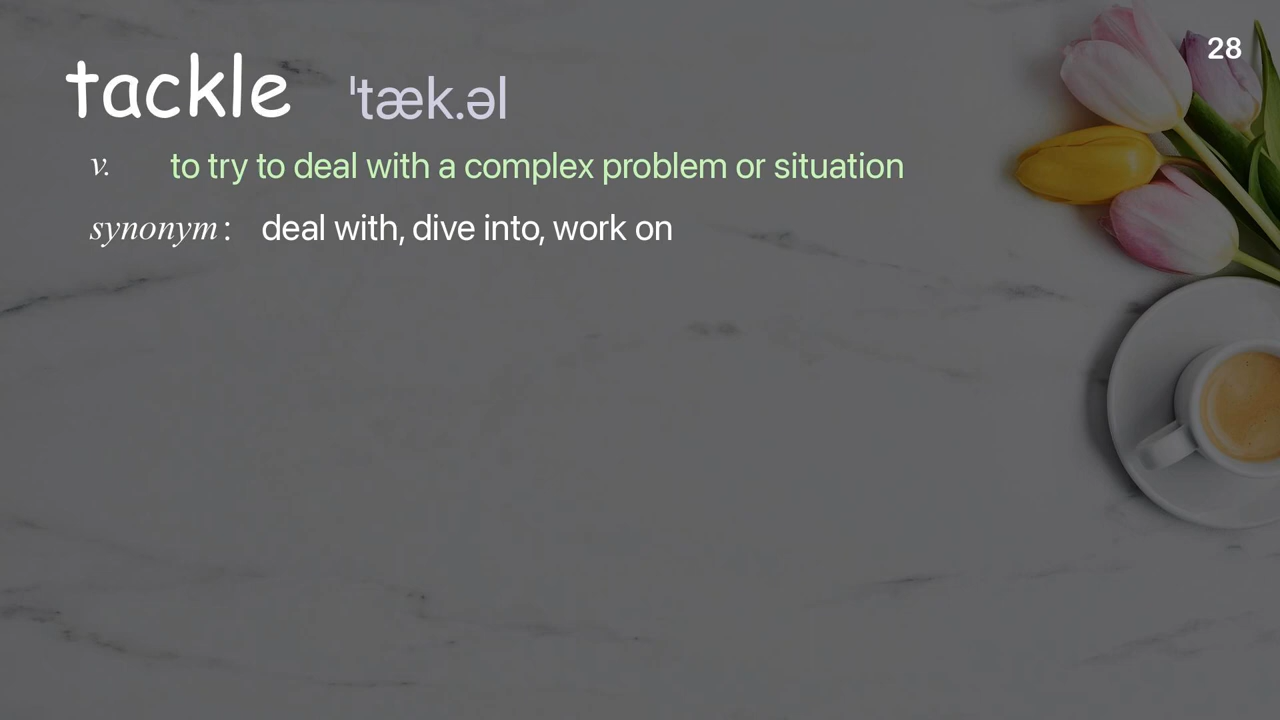 28
tackle ˈtæk.əl
v. to try to deal with a complex problem or situation
synonym: deal with, dive into, work on